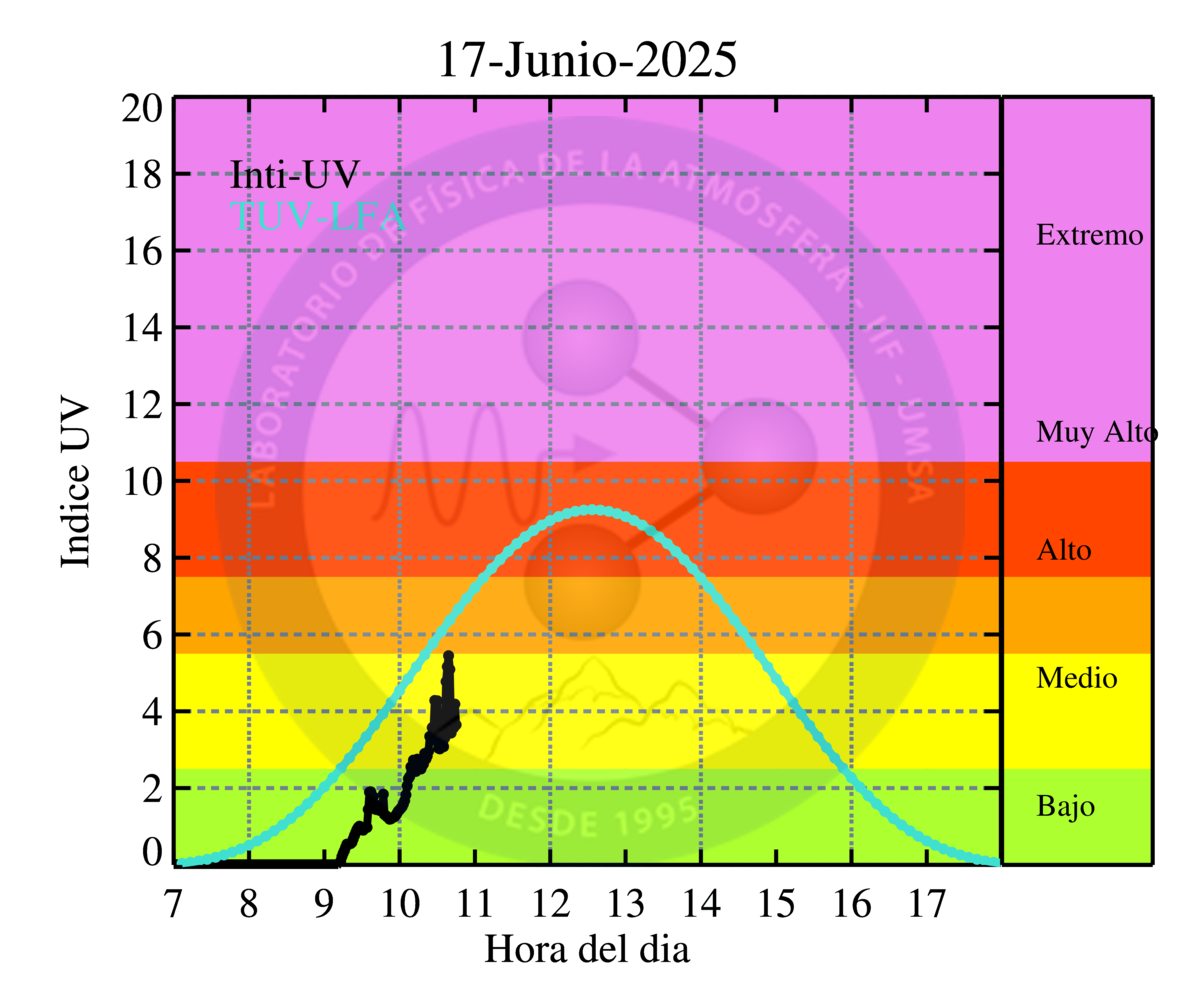 17-Junio-2025
20
18
16
14
12
10
8
6
4
2
0
Indice UV
Inti-UV
TUV-LFA
LABORATORIO DE FÍSICA DE LA ATMÓSFERA - IIF - UMSA
DESDE 1995
Extremo
Muy Alto
Alto
Medio
Bajo
7 8 9 10 11 12 13 14 15 16 17
Hora del dia